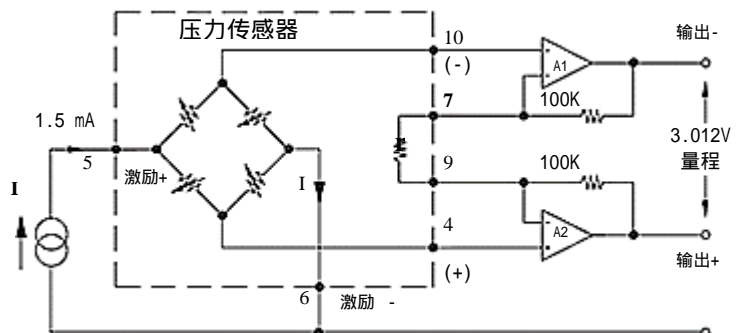 压力传感器
10
输出-
(-)
A1
7
100K
1.5 mA
3.012V
量程
5
9
100K
激励+
I
I
4
A2
(+)
输出+
6
激励 -